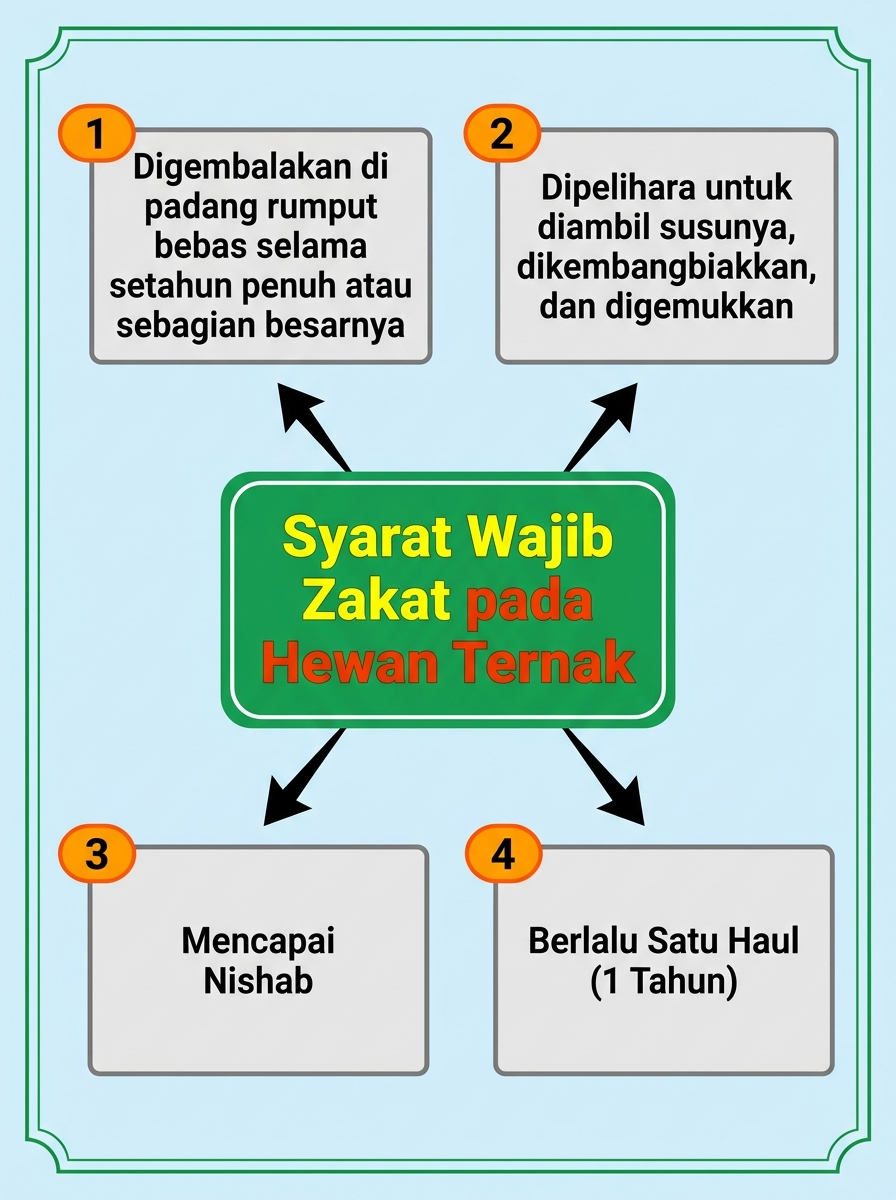 1
Digembalakan di
padang rumput
bebas selama
setahun penuh atau
sebagian besarnya
2
Dipelihara untuk
diambil susunya,
dikembangbiakkan,
dan digemukkan
Syarat Wajib
Zakat pada
Hewan Ternak
3
Mencapai
Nishab
4
Berlalu Satu Haul
(1 Tahun)